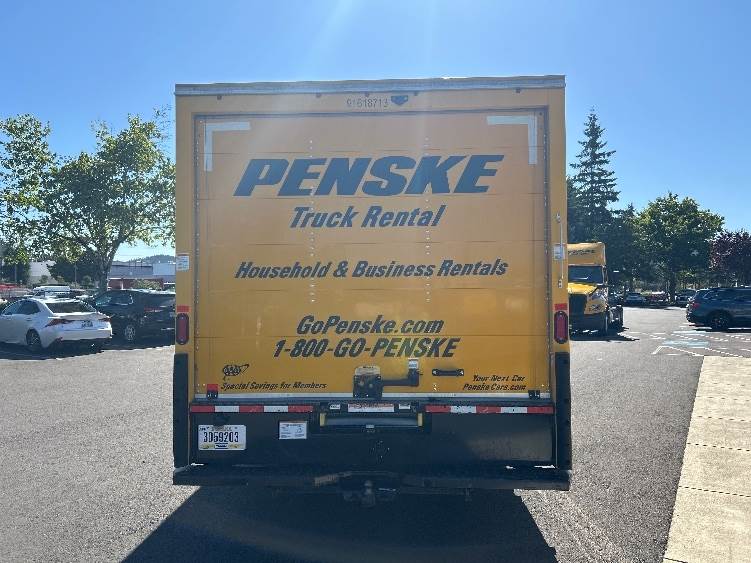 91618713
PENSKE
Truck Rental
Household & Business Rentals
GoPenske.com
1-800-GO-PENSKE
AAA
Special Savings for Members
Your Next Car
PenskeCars.com
3D69203